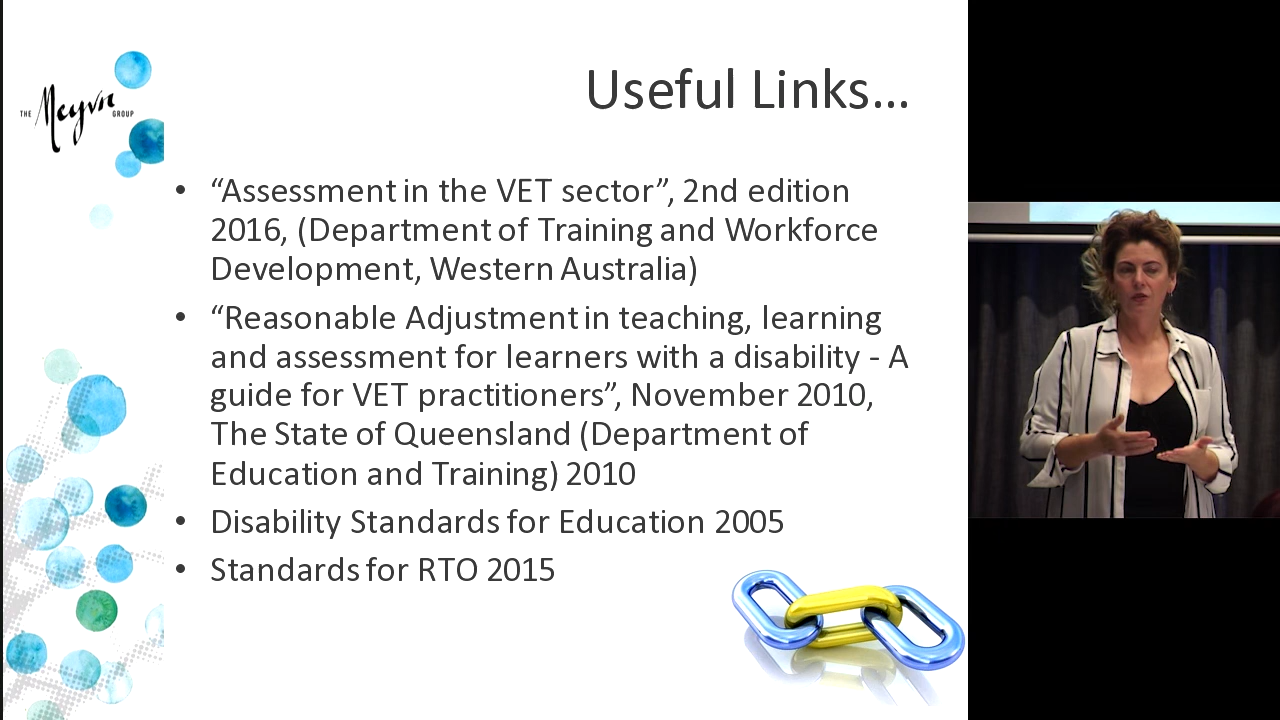 THE Mcyvn GROUP
Useful Links…
• “Assessment in the VET sector”, 2nd edition
2016, (Department of Training and Workforce
Development, Western Australia)
• “Reasonable Adjustment in teaching, learning
and assessment for learners with a disability - A
guide for VET practitioners”, November 2010,
The State of Queensland (Department of
Education and Training) 2010
• Disability Standards for Education 2005
• Standards for RTO 2015